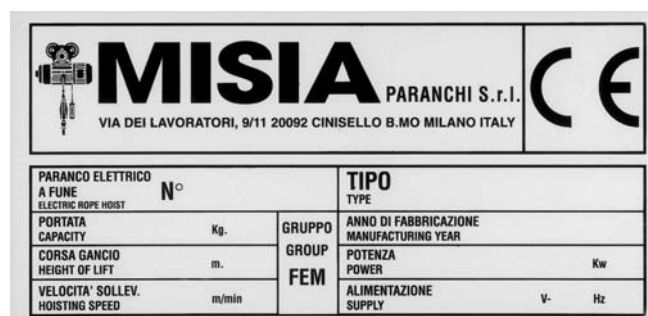 MISIA PARANCHI S.r.l.
VIA DEI LAVORATORI, 9/11 20092 CINISELLO B.MO MILANO ITALY
CE
PARANCO ELETTRICO
A FUNE N°
ELECTRIC ROPE HOIST
TIPO
TYPE
PORTATA
CAPACITY Kg.
CORSA GANCIO
HEIGHT OF LIFT m.
VELOCITA' SOLLEV.
HOISTING SPEED m/min
GRUPPO
GROUP
FEM
ANNO DI FABBRICAZIONE
MANUFACTURING YEAR
POTENZA
POWER Kw
ALIMENTAZIONE
SUPPLY V- Hz